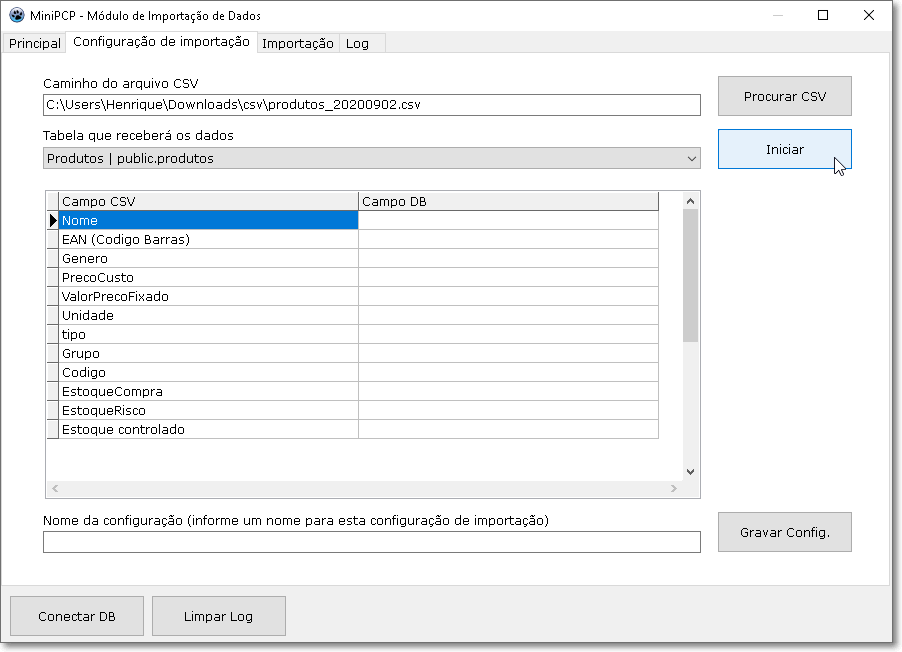 MiniPCP - Módulo de Importação de Dados
Principal Configuração de importação Importação Log
Caminho do arquivo CSV
C:\Users\Henrique\Downloads\csv\produtos_20200902.csv
Procurar CSV
Tabela que receberá os dados
Produtos | public.produtos
Iniciar
Campo CSV Campo DB
Nome
EAN (Codigo Barras)
Genero
PrecoCusto
ValorPrecoFixado
Unidade
tipo
Grupo
Codigo
EstoqueCompra
EstoqueRisco
Estoque controlado
Nome da configuração (informe um nome para esta configuração de importação)
Gravar Config.
Conectar DB Limpar Log